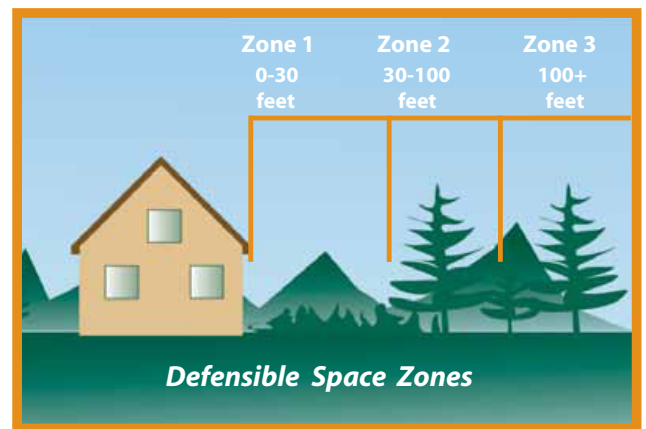 Zone 1
0-30
feet
Zone 2
30-100
feet
Zone 3
100+
feet
Defensible Space Zones